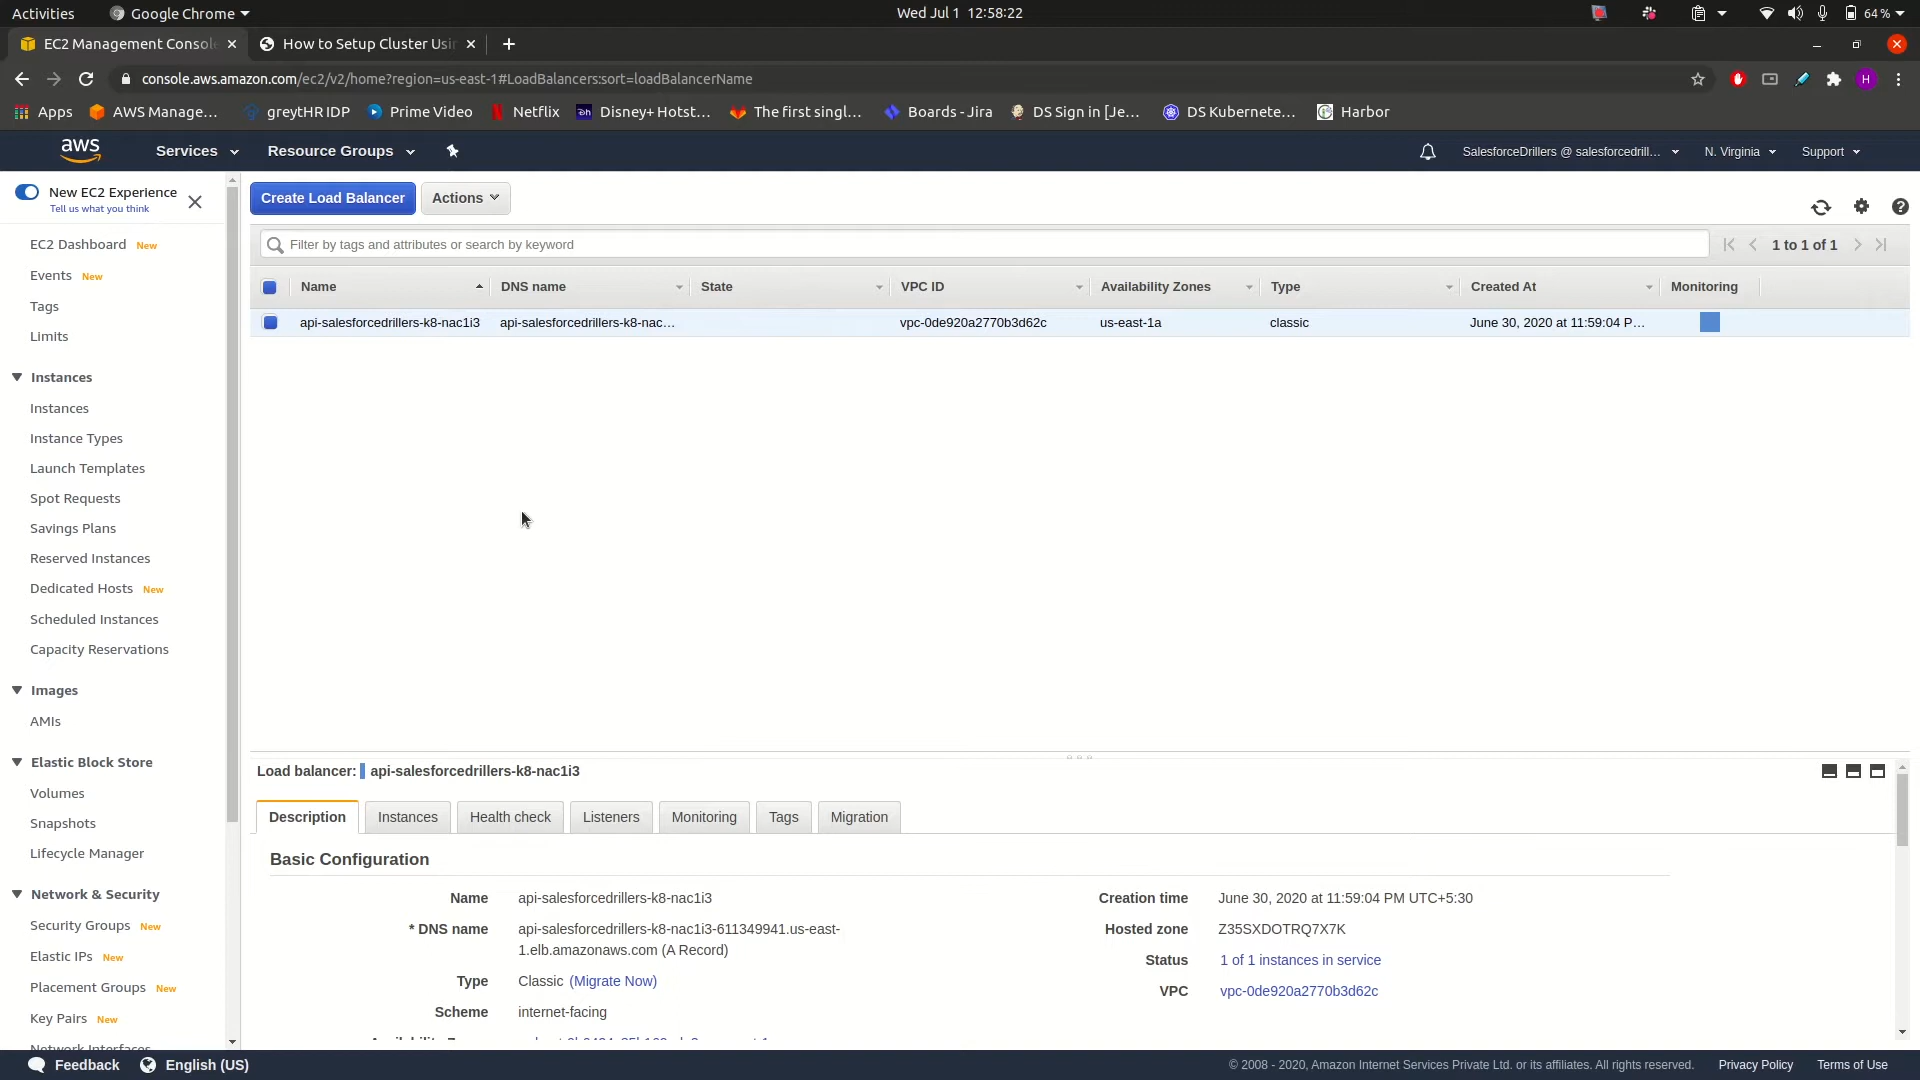 Activities
Google Chrome
Wed Jul 1 12:58:22
64 %
EC2 Management Console
How to Setup Cluster Usin
console.aws.amazon.com/ec2/v2/home?region=us-east-1#LoadBalancers:sort=loadBalancerName
H
Apps
AWS Manage...
greytHR IDP
Prime Video
Netflix
Disney+ Hotst...
The first singl...
Boards - Jira
DS Sign in [Je...
DS Kubernete...
Harbor
aws
Services
Resource Groups
SalesforceDrillers @ salesforcedrill...
N. Virginia
Support
New EC2 Experience
Tell us what you think
EC2 Dashboard New
Events New
Tags
Limits
Instances
Instances
Instance Types
Launch Templates
Spot Requests
Savings Plans
Reserved Instances
Dedicated Hosts New
Scheduled Instances
Capacity Reservations
Images
AMIs
Elastic Block Store
Volumes
Snapshots
Lifecycle Manager
Network & Security
Security Groups New
Elastic IPs New
Placement Groups New
Key Pairs New
Network Interfaces
Create Load Balancer
Actions
Filter by tags and attributes or search by keyword
1 to 1 of 1
Name DNS name State VPC ID Availability Zones Type Created At Monitoring
api-salesforcedrillers-k8-nac1i3 api-salesforcedrillers-k8-nac... vpc-0de920a2770b3d62c us-east-1a classic June 30, 2020 at 11:59:04 P...
Load balancer: api-salesforcedrillers-k8-nac1i3
Description
Instances
Health check
Listeners
Monitoring
Tags
Migration
Basic Configuration
Name api-salesforcedrillers-k8-nac1i3
* DNS name api-salesforcedrillers-k8-nac1i3-611349941.us-east-
1.elb.amazonaws.com (A Record)
Type Classic (Migrate Now)
Scheme internet-facing
Creation time June 30, 2020 at 11:59:04 PM UTC+5:30
Hosted zone Z35SXDOTRQ7X7K
Status 1 of 1 instances in service
VPC vpc-0de920a2770b3d62c
Feedback
English (US)
© 2008 - 2020, Amazon Internet Services Private Ltd. or its affiliates. All rights reserved.
Privacy Policy
Terms of Use